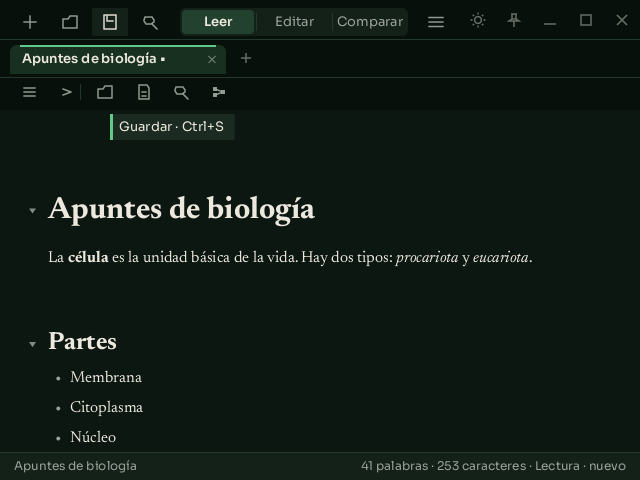 Leer
Editar
Comparar
Apuntes de biología
Guardar · Ctrl+S
Apuntes de biología
La célula es la unidad básica de la vida. Hay dos tipos: procariota y eucariota.
Partes
• Membrana
• Citoplasma
• Núcleo
Apuntes de biología
41 palabras · 253 caracteres · Lectura · nuevo